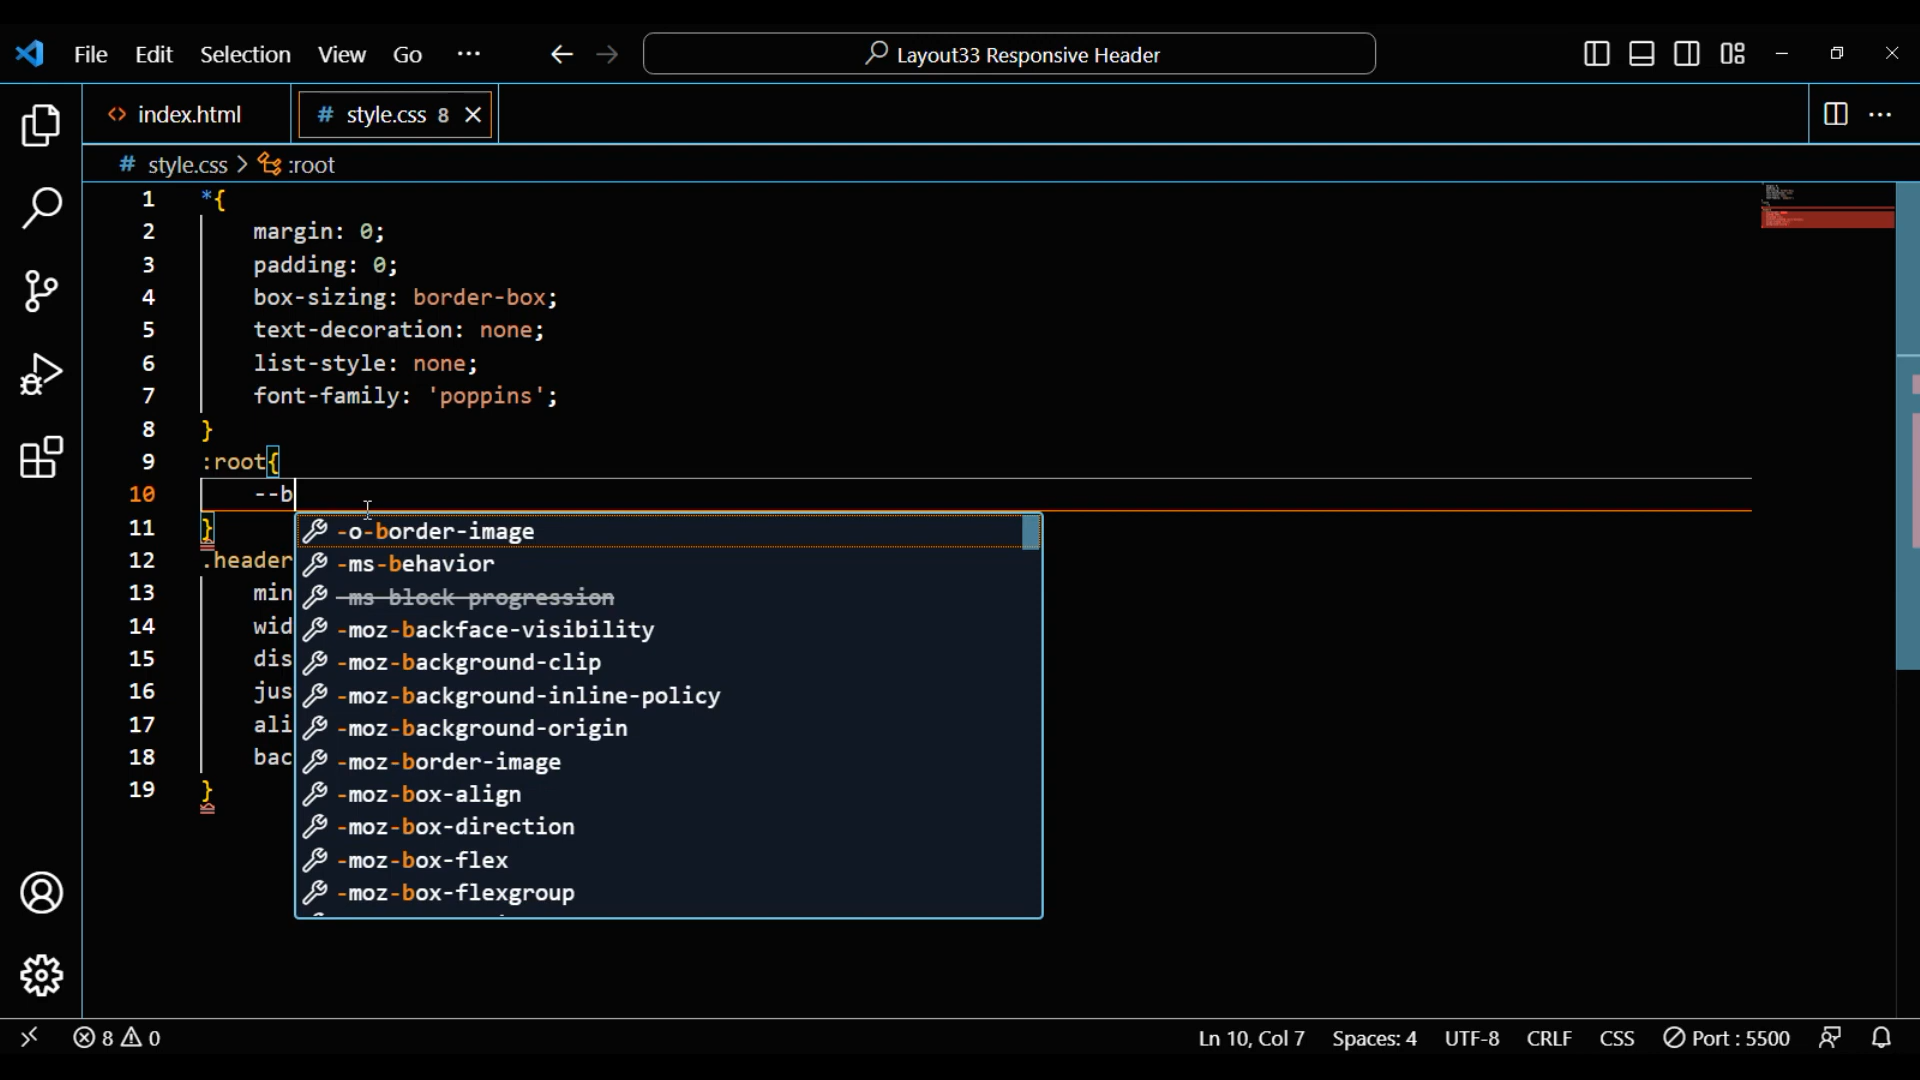 File Edit Selection View Go ··· Layout33 Responsive Header
index.html style.css 8
# style.css > :root
1 *{
2 margin: 0;
3 padding: 0;
4 box-sizing: border-box;
5 text-decoration: none;
6 list-style: none;
7 font-family: 'poppins';
8 }
9 :root{
10 --b
11 }
-o-border-image
12 .header
-ms-behavior
13 min
-ms-block-progression
14 wid
-moz-backface-visibility
15 dis
-moz-background-clip
16 jus
-moz-background-inline-policy
17 ali
-moz-background-origin
18 bac
-moz-border-image
19 }
-moz-box-align
-moz-box-direction
-moz-box-flex
-moz-box-flexgroup
8 0 Ln 10, Col 7 Spaces: 4 UTF-8 CRLF CSS Port : 5500